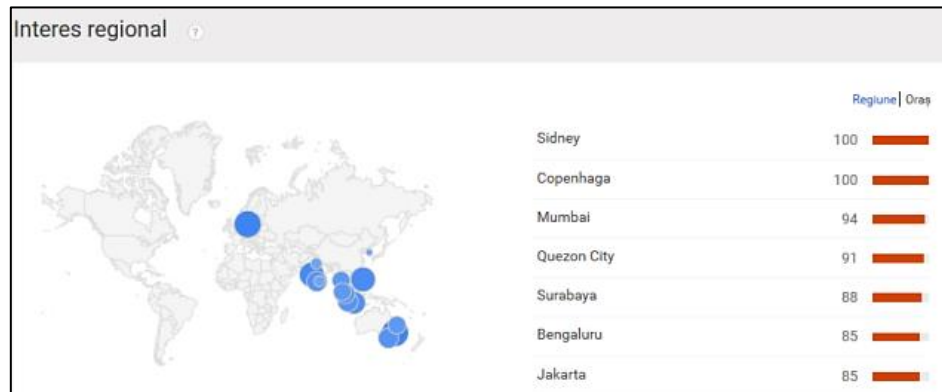 Interes regional ?
Regiune | Oraș
Sidney 100
Copenhaga 100
Mumbai 94
Quezon City 91
Surabaya 88
Bengaluru 85
Jakarta 85